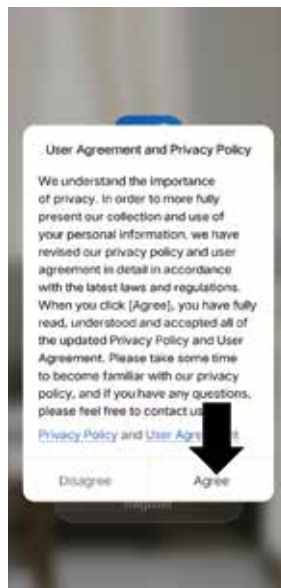 User Agreement and Privacy Policy
We understand the importance
of privacy. In order to more fully
present our collection and use of
your personal information, we have
revised our privacy policy and user
agreement in detail in accordance
with the latest laws and regulations.
When you click [Agree], you have fully
read, understood and accepted all of
the updated Privacy Policy and User
Agreement. Please take some time
to become familiar with our privacy
policy, and if you have any questions,
please feel free to contact us
Privacy Policy and User
Disagree
Agree
Register